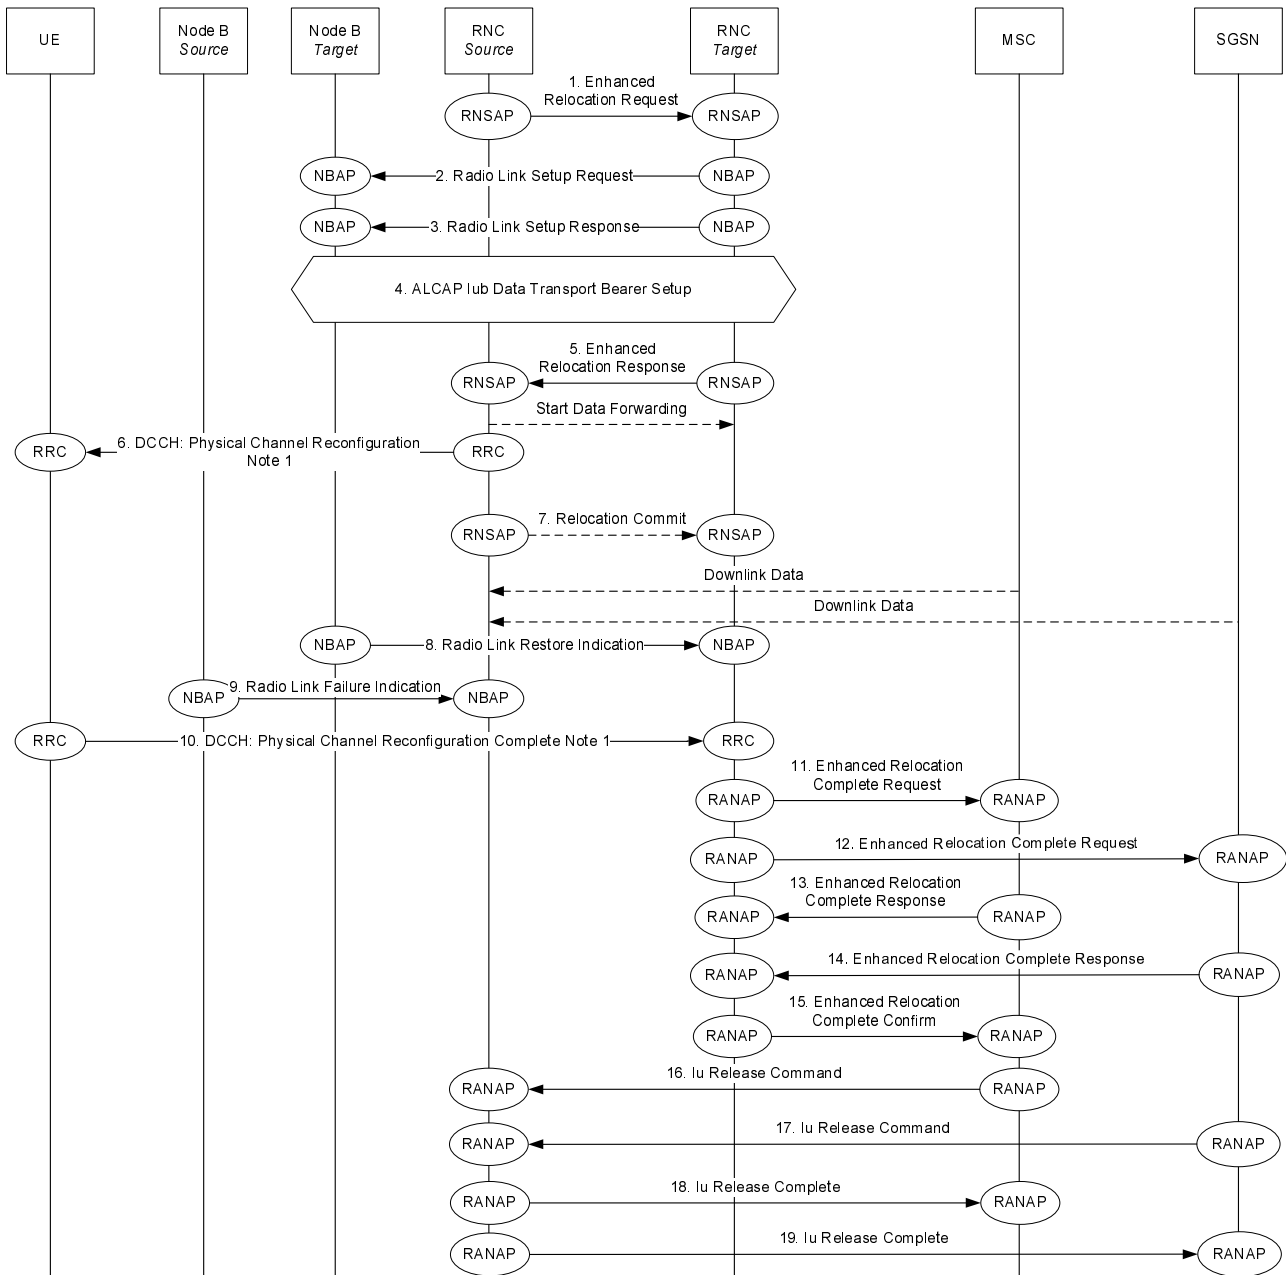 UE
Node B
Source
Node B
Target
RNC
Source
RNC
Target
MSC
SGSN
1. Enhanced
Relocation Request
RNSAP
RNSAP
NBAP
2. Radio Link Setup Request
NBAP
NBAP
3. Radio Link Setup Response
NBAP
4. ALCAP Iub Data Transport Bearer Setup
5. Enhanced
Relocation Response
RNSAP
RNSAP
Start Data Forwarding
RRC
6. DCCH: Physical Channel Reconfiguration
Note 1
RRC
RNSAP
7. Relocation Commit
RNSAP
Downlink Data
Downlink Data
NBAP
8. Radio Link Restore Indication
NBAP
NBAP
9. Radio Link Failure Indication
NBAP
RRC
10. DCCH: Physical Channel Reconfiguration Complete Note 1
RRC
11. Enhanced Relocation
Complete Request
RANAP
RANAP
12. Enhanced Relocation Complete Request
RANAP
RANAP
13. Enhanced Relocation
Complete Response
RANAP
RANAP
14. Enhanced Relocation Complete Response
RANAP
RANAP
15. Enhanced Relocation
Complete Confirm
RANAP
RANAP
16. Iu Release Command
RANAP
RANAP
17. Iu Release Command
RANAP
RANAP
18. Iu Release Complete
RANAP
RANAP
19. Iu Release Complete
RANAP
RANAP